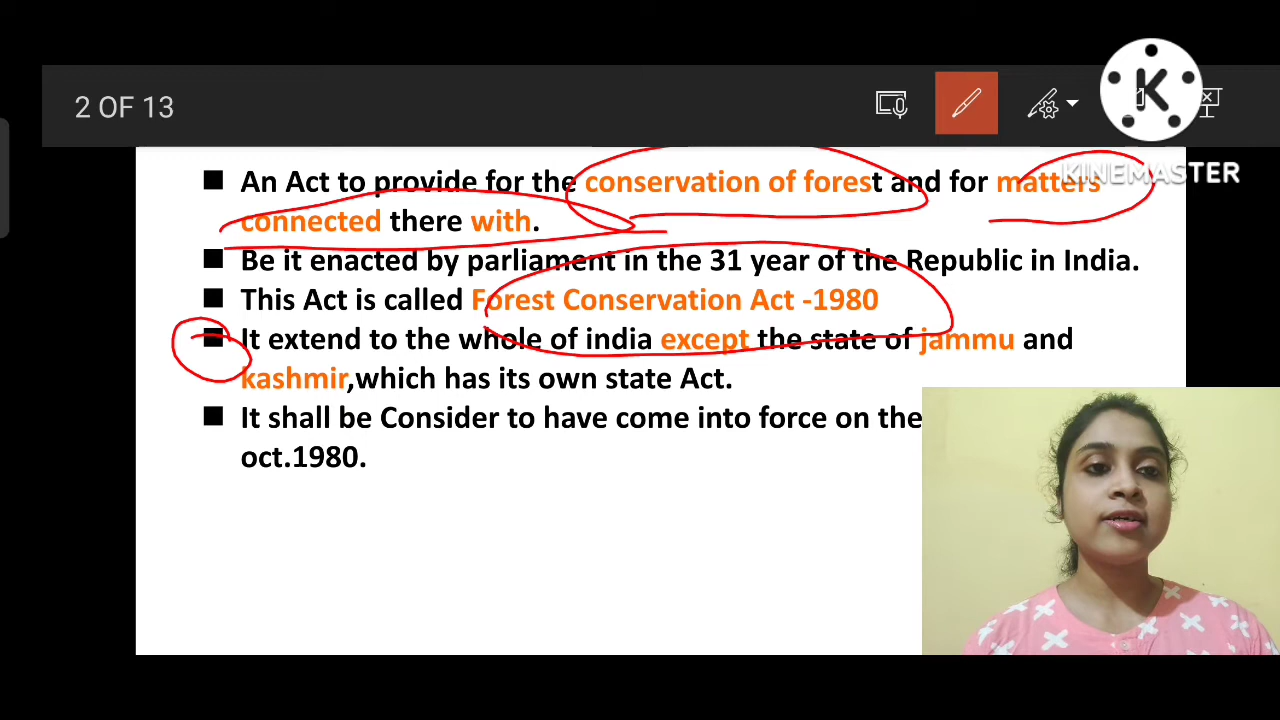 2 OF 13
K
KINEMASTER
An Act to provide for the conservation of forest and for matters
connected there with.
Be it enacted by parliament in the 31 year of the Republic in India.
This Act is called Forest Conservation Act -1980
It extend to the whole of india except the state of jammu and
kashmir,which has its own state Act.
It shall be Consider to have come into force on the
oct.1980.